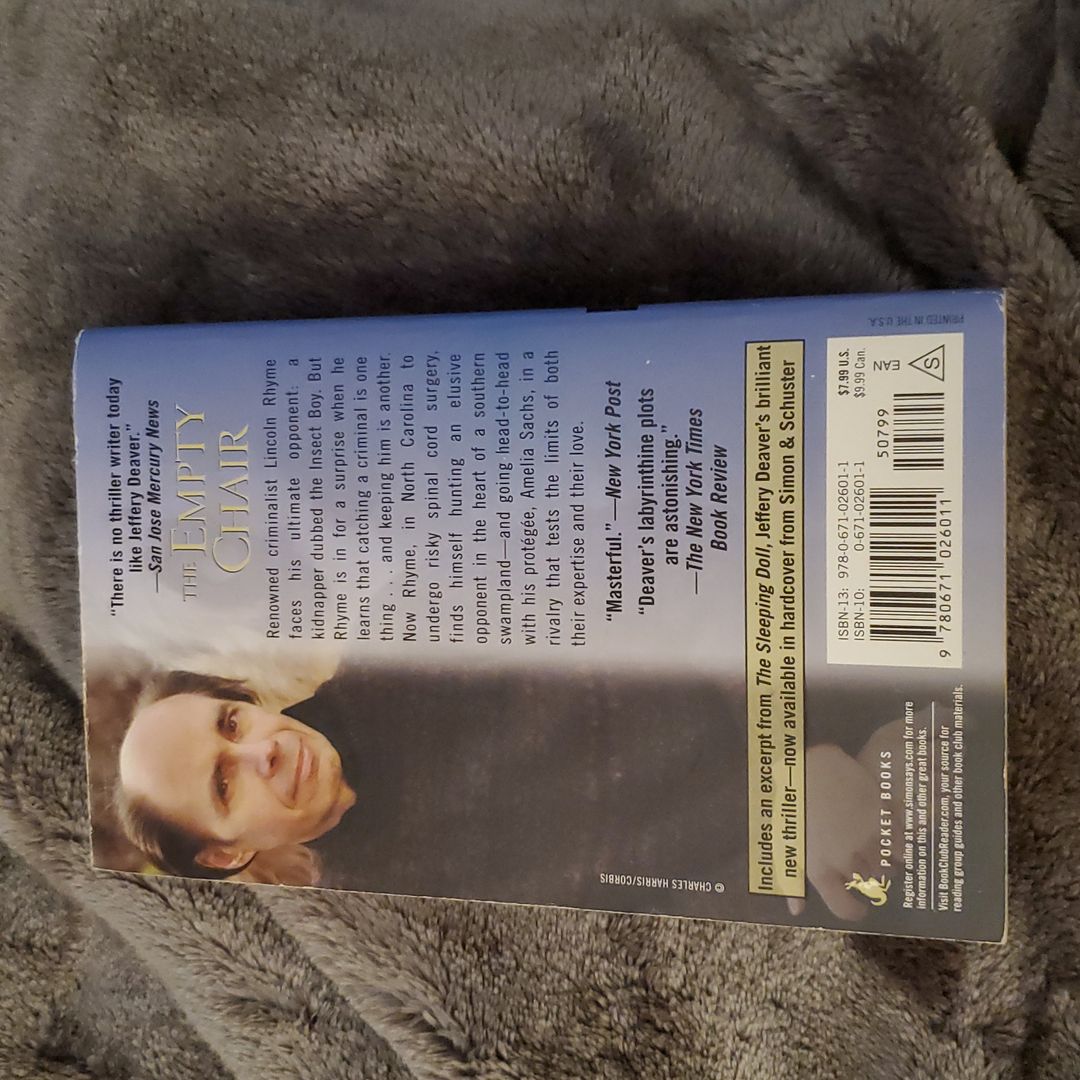 "There is no thriller writer today
like Jeffery Deaver."
—San Jose Mercury News
THE EMPTY
CHAIR
Renowned criminalist Lincoln Rhyme
faces his ultimate opponent: a
kidnapper dubbed the Insect Boy. But
Rhyme is in for a surprise when he
learns that catching a criminal is one
thing . . . and keeping him is another.
Now Rhyme, in North Carolina to
undergo risky spinal cord surgery,
finds himself hunting an elusive
opponent in the heart of a southern
swampland—and going head-to-head
with his protégée, Amelia Sachs, in a
rivalry that tests the limits of both
their expertise and their love.
"Masterful."—New York Post
"Deaver's labyrinthine plots
are astonishing."
—The New York Times
Book Review
© CHARLES HARRIS/CORBIS
Includes an excerpt from The Sleeping Doll, Jeffery Deaver's brilliant
new thriller—now available in hardcover from Simon & Schuster
POCKET BOOKS
Register online at www.simonsays.com for more
information on this and other great books.
Visit BookClubReader.com, your source for
reading group guides and other book club materials.
ISBN-13: 978-0-671-02601-1
ISBN-10: 0-671-02601-1
$7.99 U.S.
$9.99 Can.
9 780671 026011
50799
EAN
S
PRINTED IN THE U.S.A.